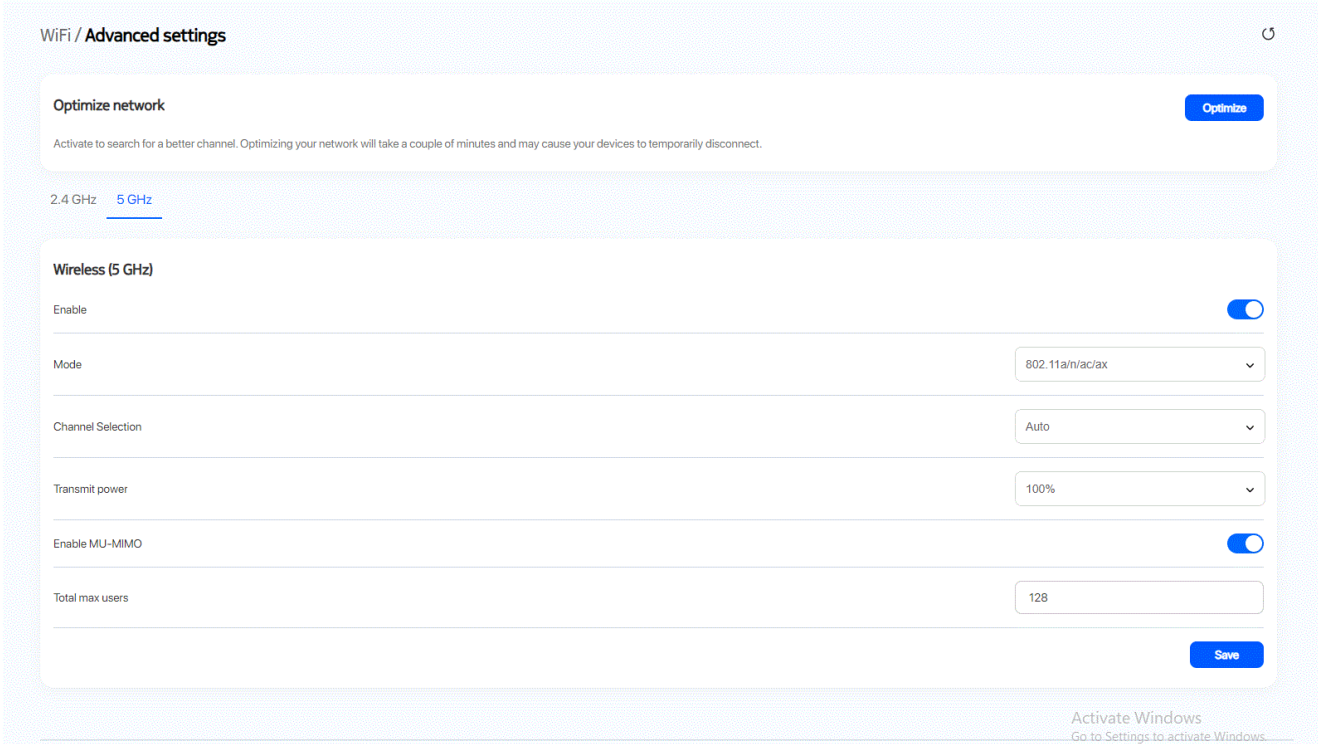 WiFi / Advanced settings
Optimize network
Optimize
Activate to search for a better channel. Optimizing your network will take a couple of minutes and may cause your devices to temporarily disconnect.
2.4 GHz 5 GHz
Wireless (5 GHz)
Enable
Mode 802.11a/n/ac/ax
Channel Selection Auto
Transmit power 100%
Enable MU-MIMO
Total max users 128
Save
Activate Windows
Go to Settings to activate Windows.